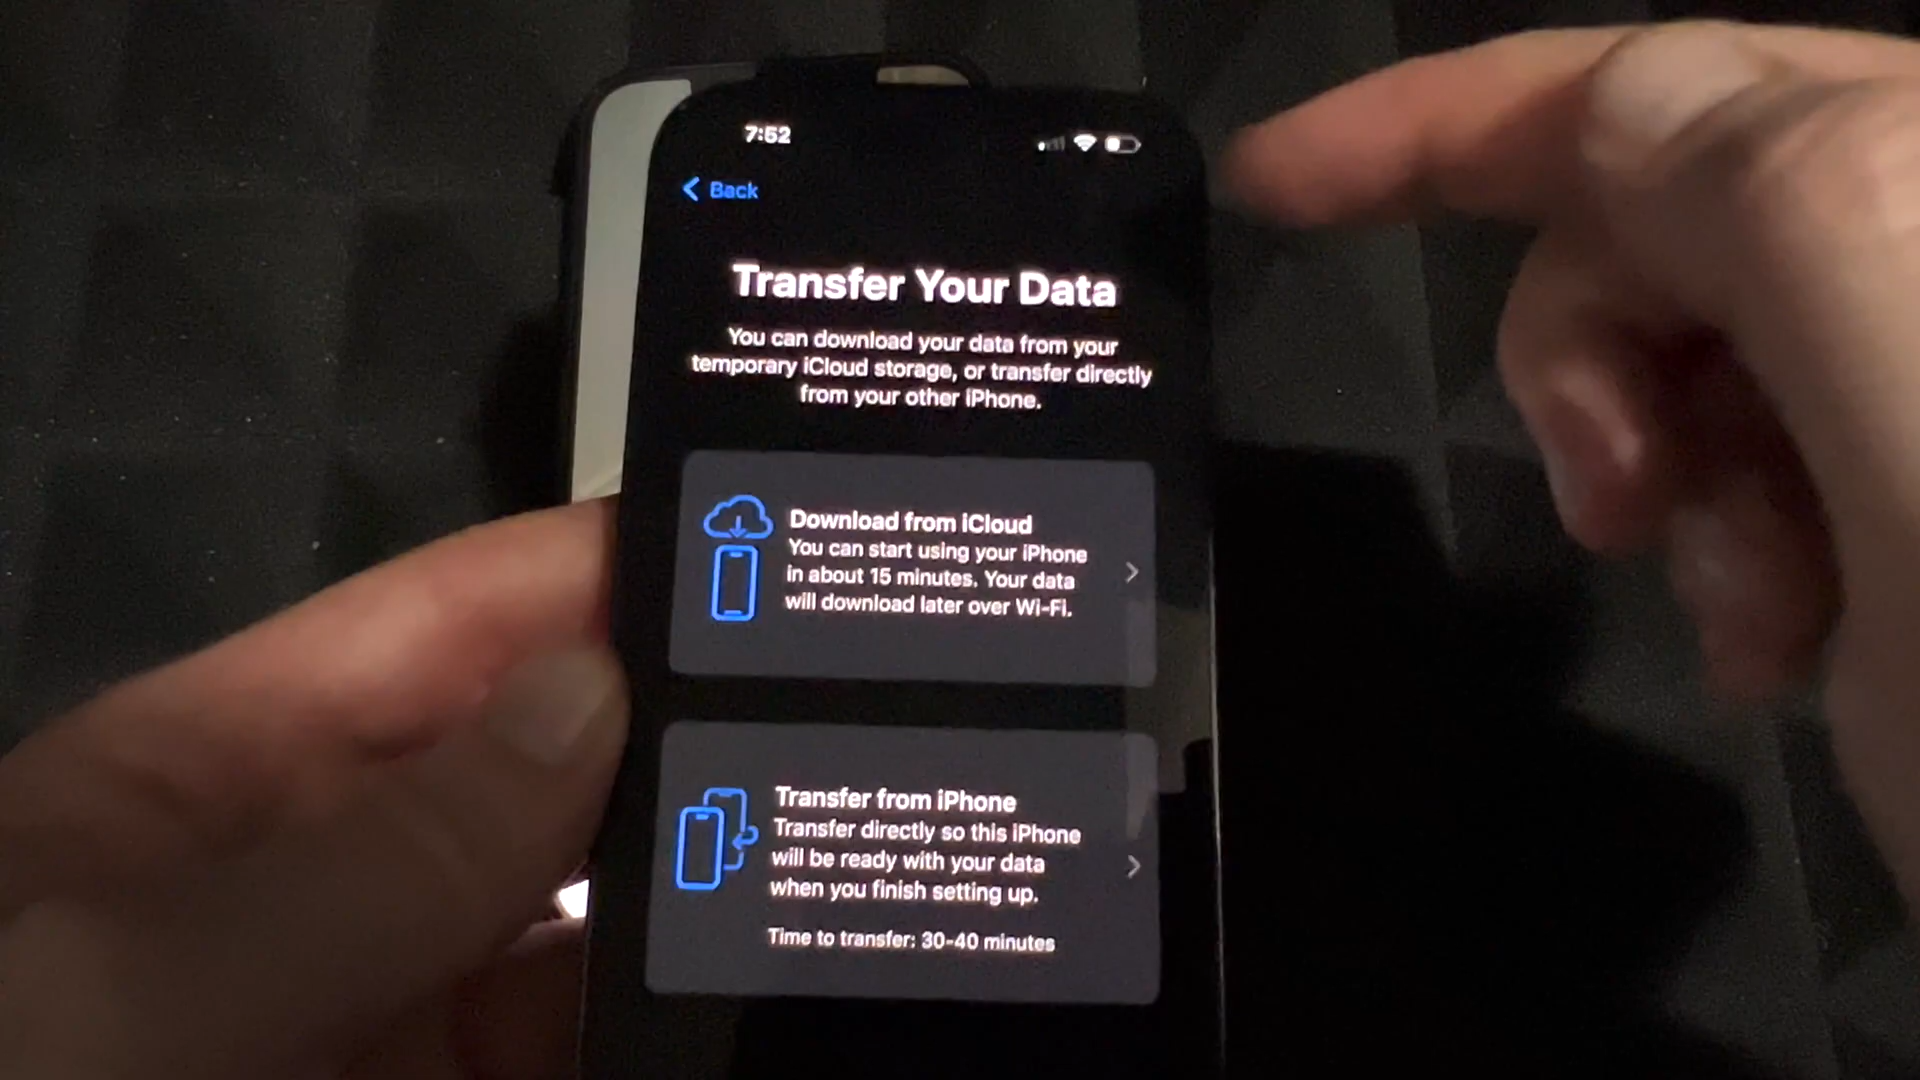 7:52
Back
Transfer Your Data
You can download your data from your
temporary iCloud storage, or transfer directly
from your other iPhone.
Download from iCloud
You can start using your iPhone
in about 15 minutes. Your data
will download later over Wi-Fi.
Transfer from iPhone
Transfer directly so this iPhone
will be ready with your data
when you finish setting up.
Time to transfer: 30-40 minutes